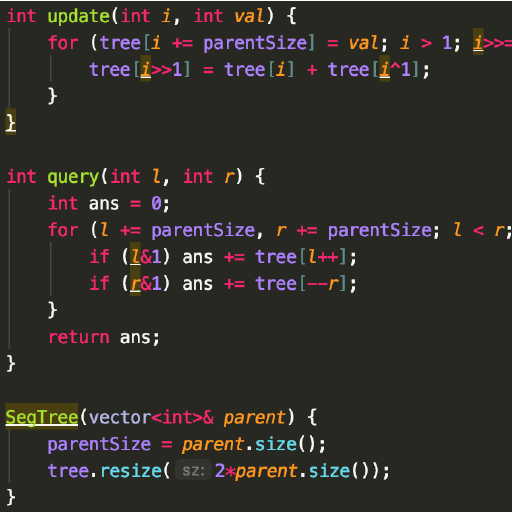 int update(int i, int val) {
for (tree[i += parentSize] = val; i > 1; i>>=
tree[i>>1] = tree[i] + tree[i^1];
}
}
int query(int l, int r) {
int ans = 0;
for (l += parentSize, r += parentSize; l < r;
if (l&1) ans += tree[l++];
if (r&1) ans += tree[--r];
}
return ans;
}
SegTree(vector<int>& parent) {
parentSize = parent.size();
tree.resize( sz: 2*parent.size());
}